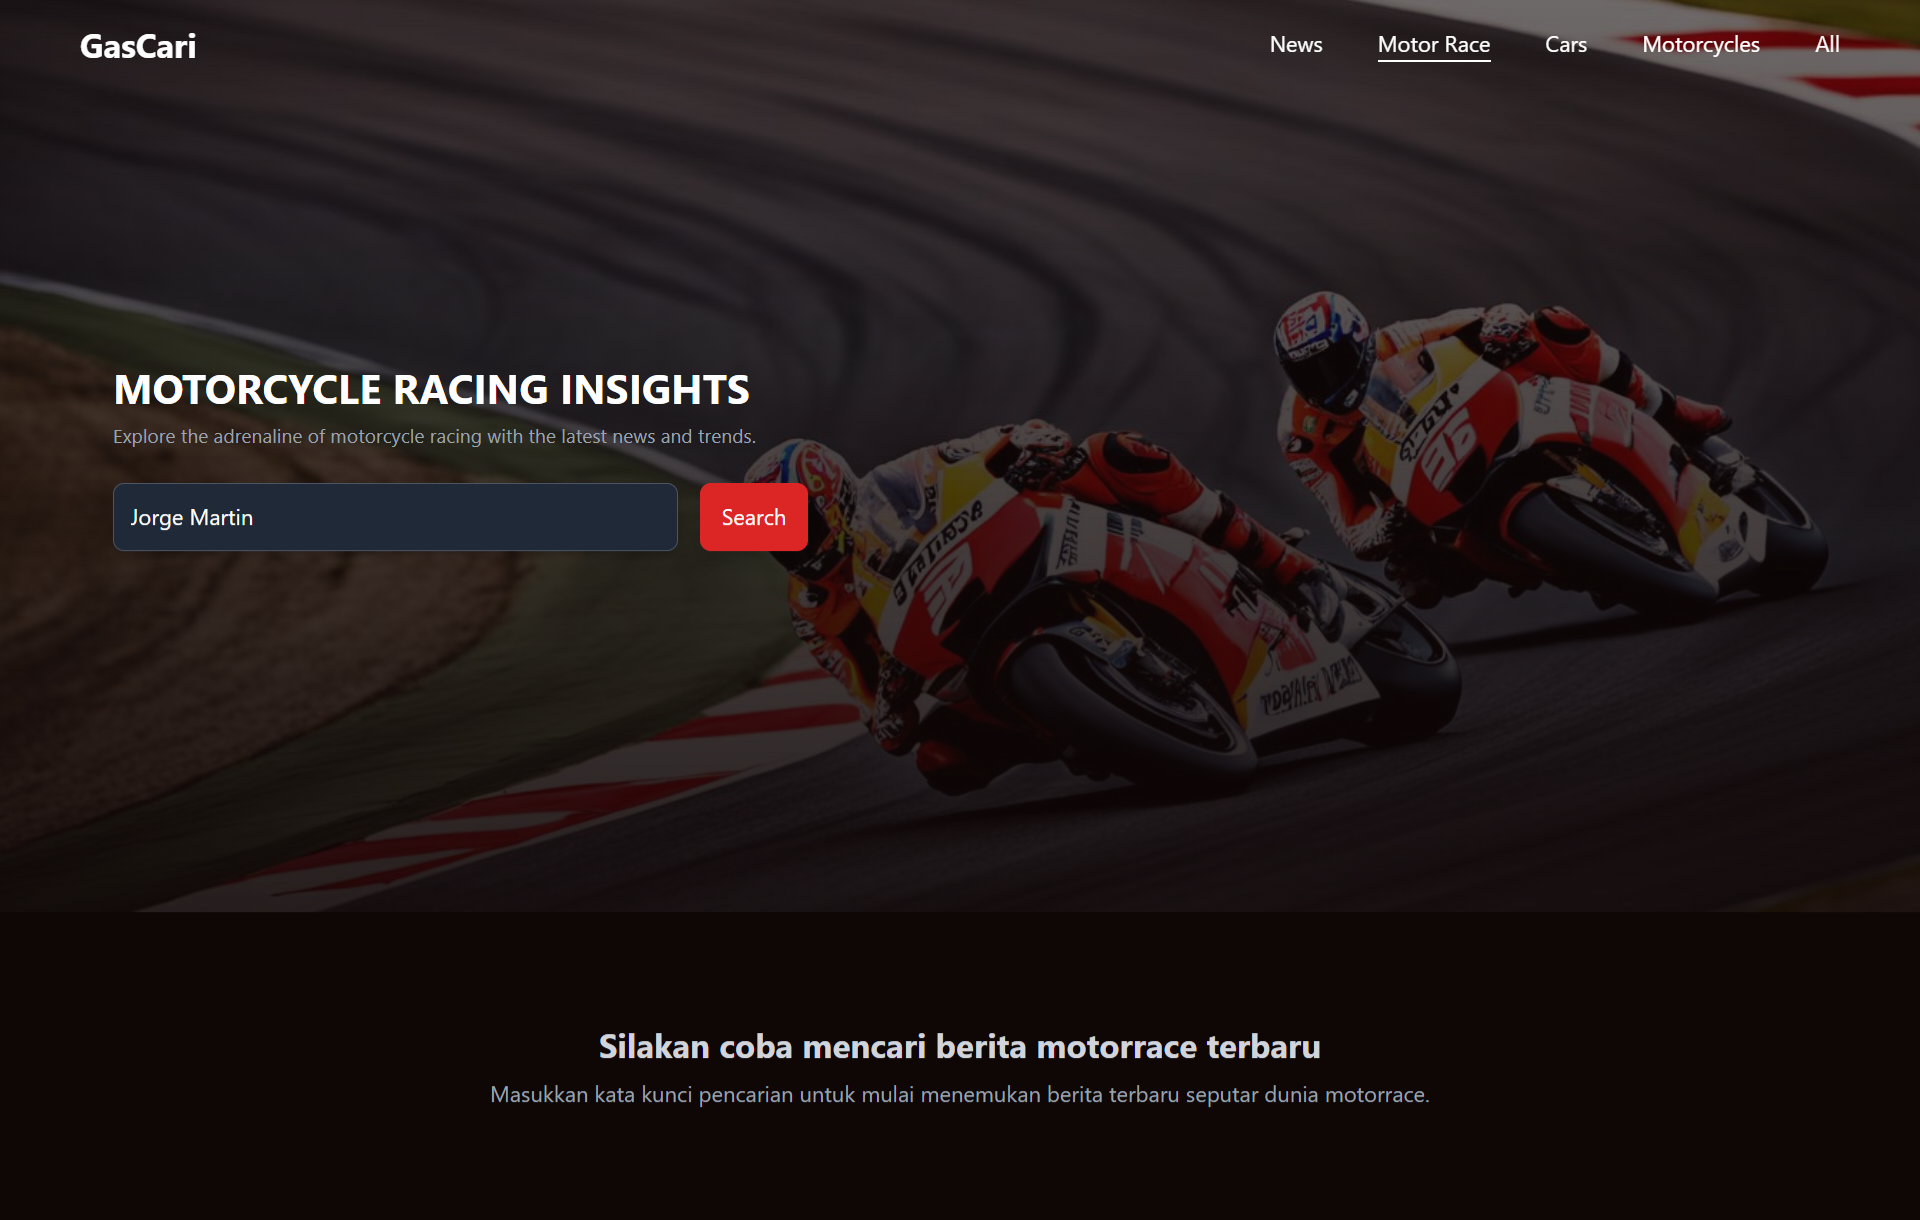 GasCari
News
Motor Race
Cars
Motorcycles
All
MOTORCYCLE RACING INSIGHTS
Explore the adrenaline of motorcycle racing with the latest news and trends.
Jorge Martin
Search
Silakan coba mencari berita motorrace terbaru
Masukkan kata kunci pencarian untuk mulai menemukan berita terbaru seputar dunia motorrace.